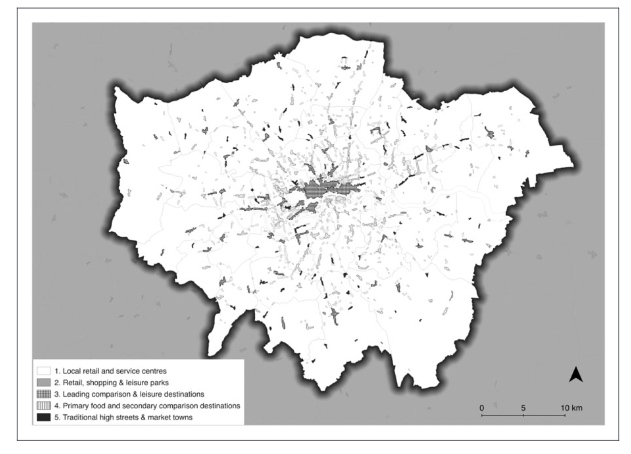 1. Local retail and service centres
2. Retail, shopping & leisure parks
3. Leading comparison & leisure destinations
4. Primary food and secondary comparison destinations
5. Traditional high streets & market towns
0 5 10 km